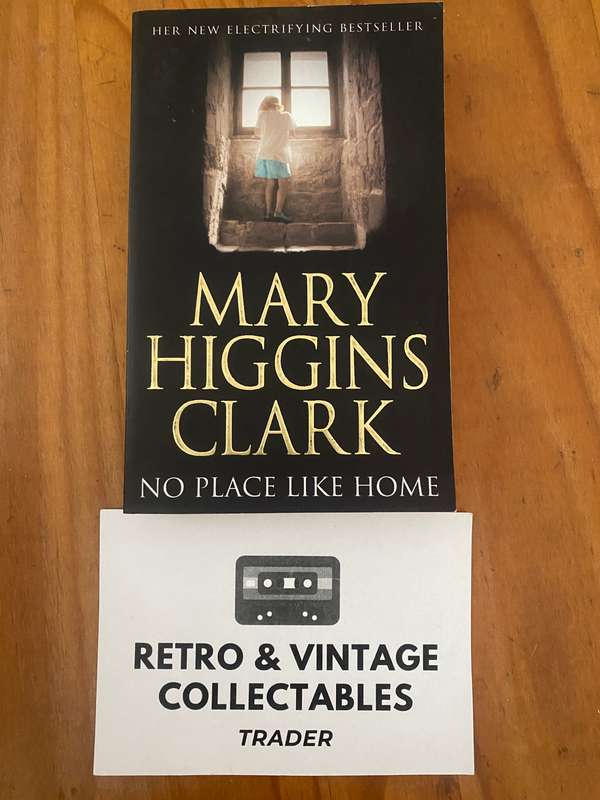 HER NEW ELECTRIFYING BESTSELLER
MARY
HIGGINS
CLARK
NO PLACE LIKE HOME
RETRO & VINTAGE
COLLECTABLES
TRADER